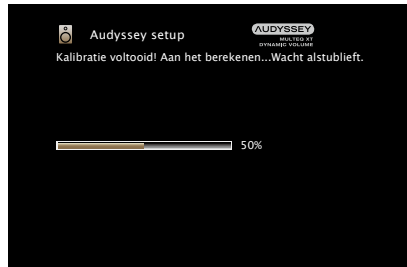 Audyssey setup
AUDYSSEY
MULTEQ XT
DYNAMIC VOLUME
Kalibratie voltooid! Aan het berekenen...Wacht alstublieft.
50%